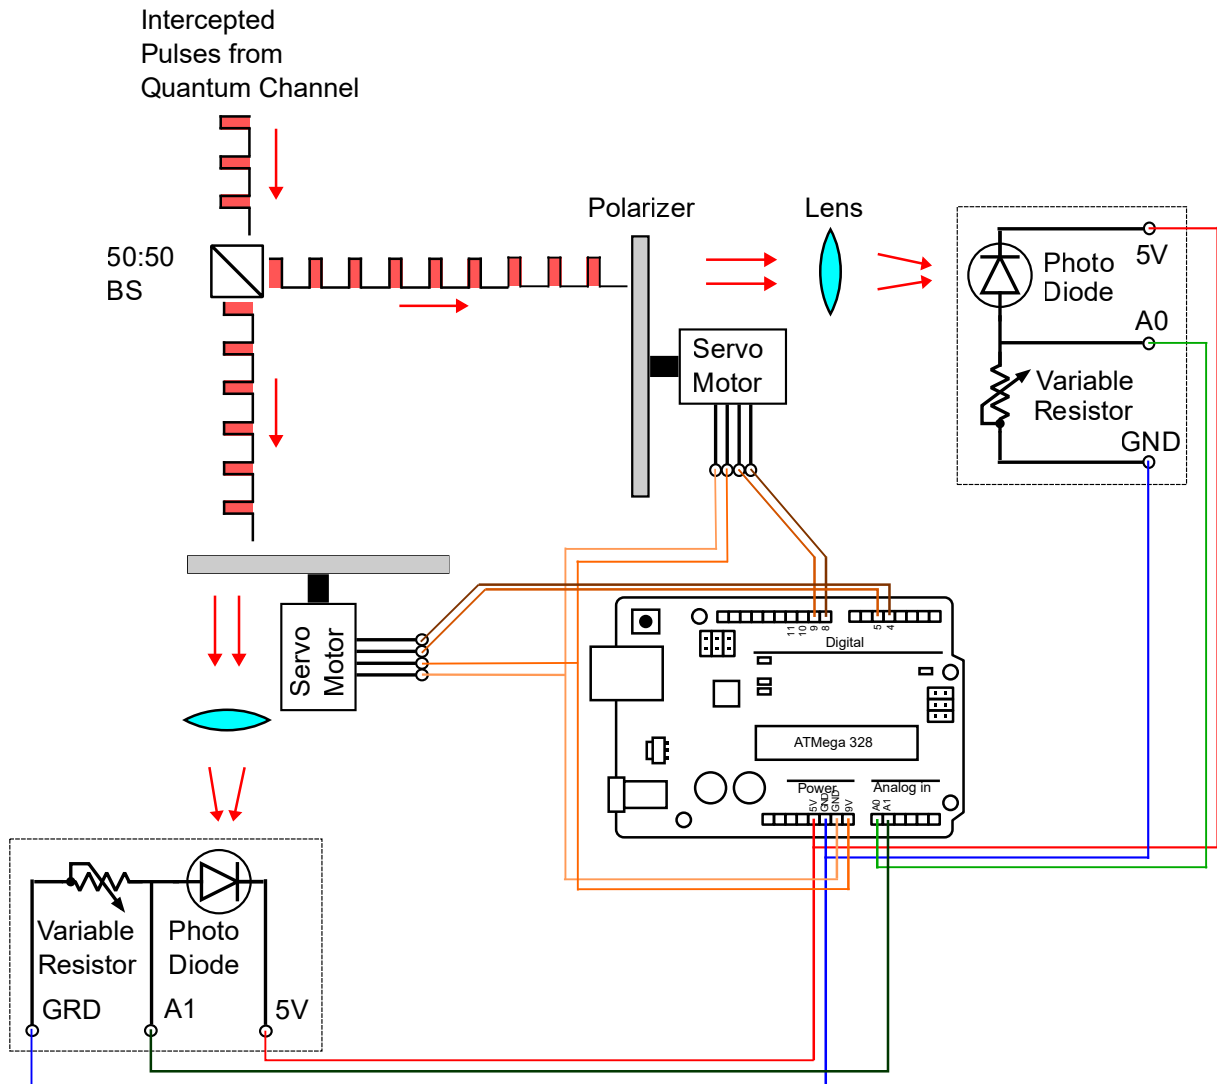 Intercepted
Pulses from
Quantum Channel
50:50
BS
Polarizer
Lens
Photo
Diode
5V
A0
Variable
Resistor
GND
Servo
Motor
Servo
Motor
11
10
9
8
5
4
Digital
ATMega 328
Power
Analog in
5V
GND
GND
9V
A0
A1
Variable
Resistor
Photo
Diode
GRD
A1
5V